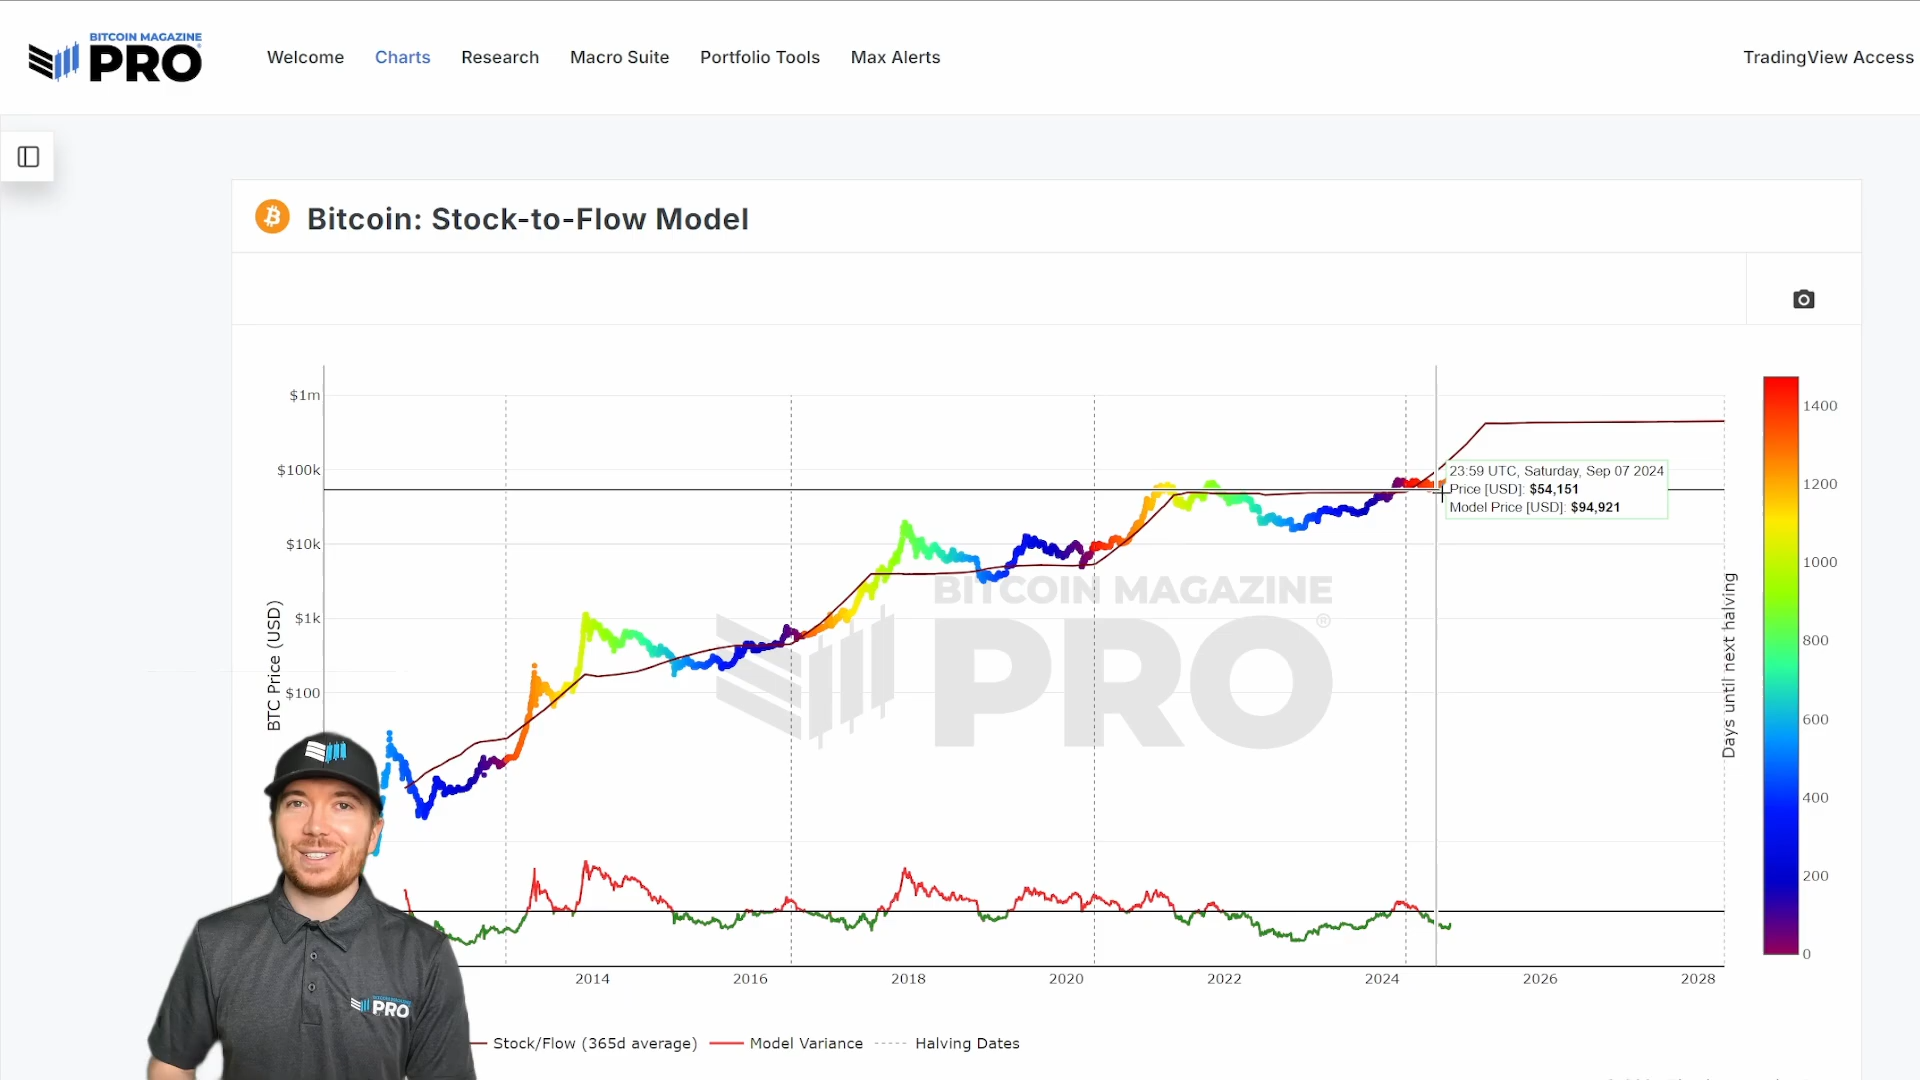 BITCOIN MAGAZINE
PRO
Welcome
Charts
Research
Macro Suite
Portfolio Tools
Max Alerts
TradingView Access
Bitcoin: Stock-to-Flow Model
$1m
$100k
$10k
$1k
$100
BTC Price (USD)
23:59 UTC, Saturday, Sep 07 2024
Price [USD]: $54,151
Model Price [USD]: $94,921
BITCOIN MAGAZINE
PRO®
Days until next halving
1400
1200
1000
800
600
400
200
0
2014
2016
2018
2020
2022
2024
2026
2028
Stock/Flow (365d average)
Model Variance
Halving Dates
BITCOIN MAGAZINE
PRO